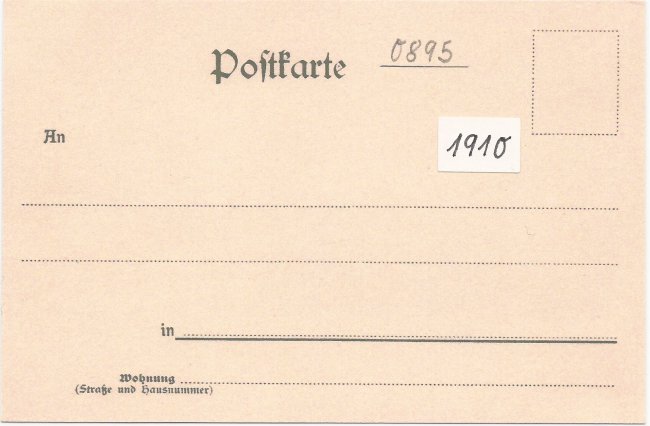 Postkarte 0895
An
1910
in
Wohnung
(Straße und Hausnummer)